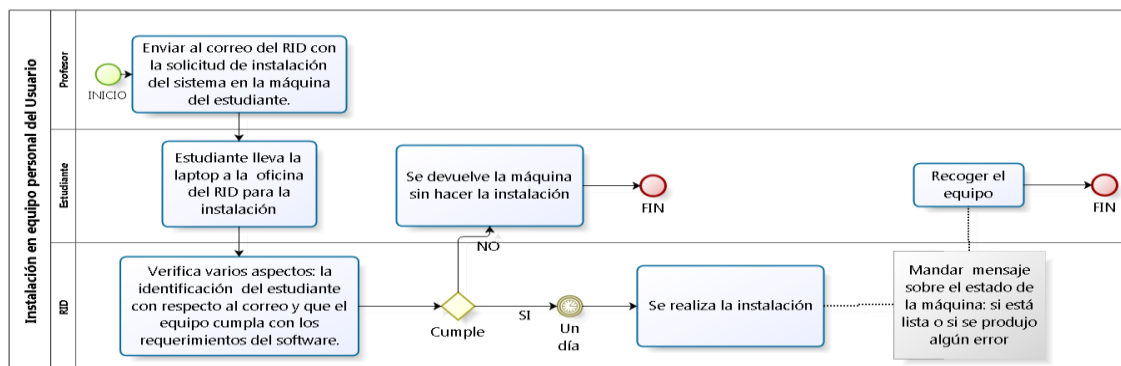 Instalación en equipo personal del Usuario
Profesor
INICIO
Enviar al correo del RID con
la solicitud de instalación
del sistema en la máquina
del estudiante.
Estudiante
Estudiante lleva la
laptop a la oficina
del RID para la
instalación
Se devuelve la máquina
sin hacer la instalación
FIN
Recoger el
equipo
FIN
RID
Verifica varios aspectos: la
identificación del estudiante
con respecto al correo y que el
equipo cumpla con los
requerimientos del software.
Cumple
NO
SI
Un
día
Se realiza la instalación
Mandar mensaje
sobre el estado de
la máquina: si está
lista o si se produjo
algún error